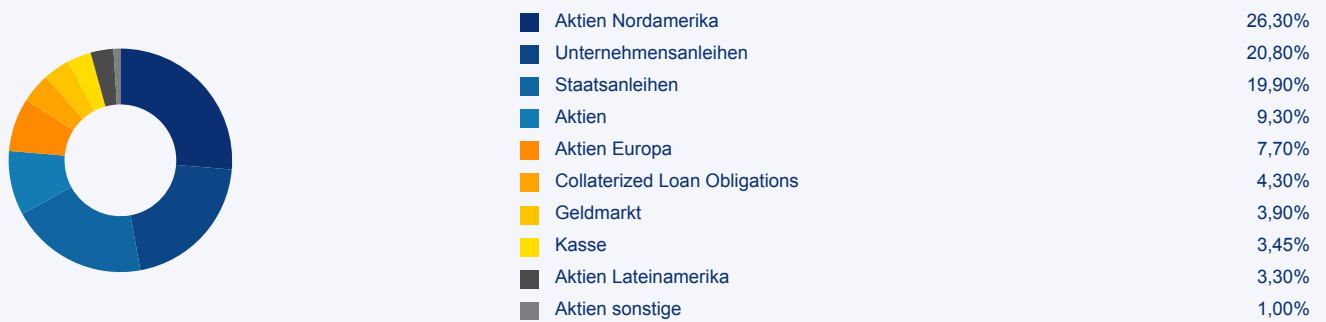 Aktien Nordamerika 26,30%
Unternehmensanleihen 20,80%
Staatsanleihen 19,90%
Aktien 9,30%
Aktien Europa 7,70%
Collaterized Loan Obligations 4,30%
Geldmarkt 3,90%
Kasse 3,45%
Aktien Lateinamerika 3,30%
Aktien sonstige 1,00%